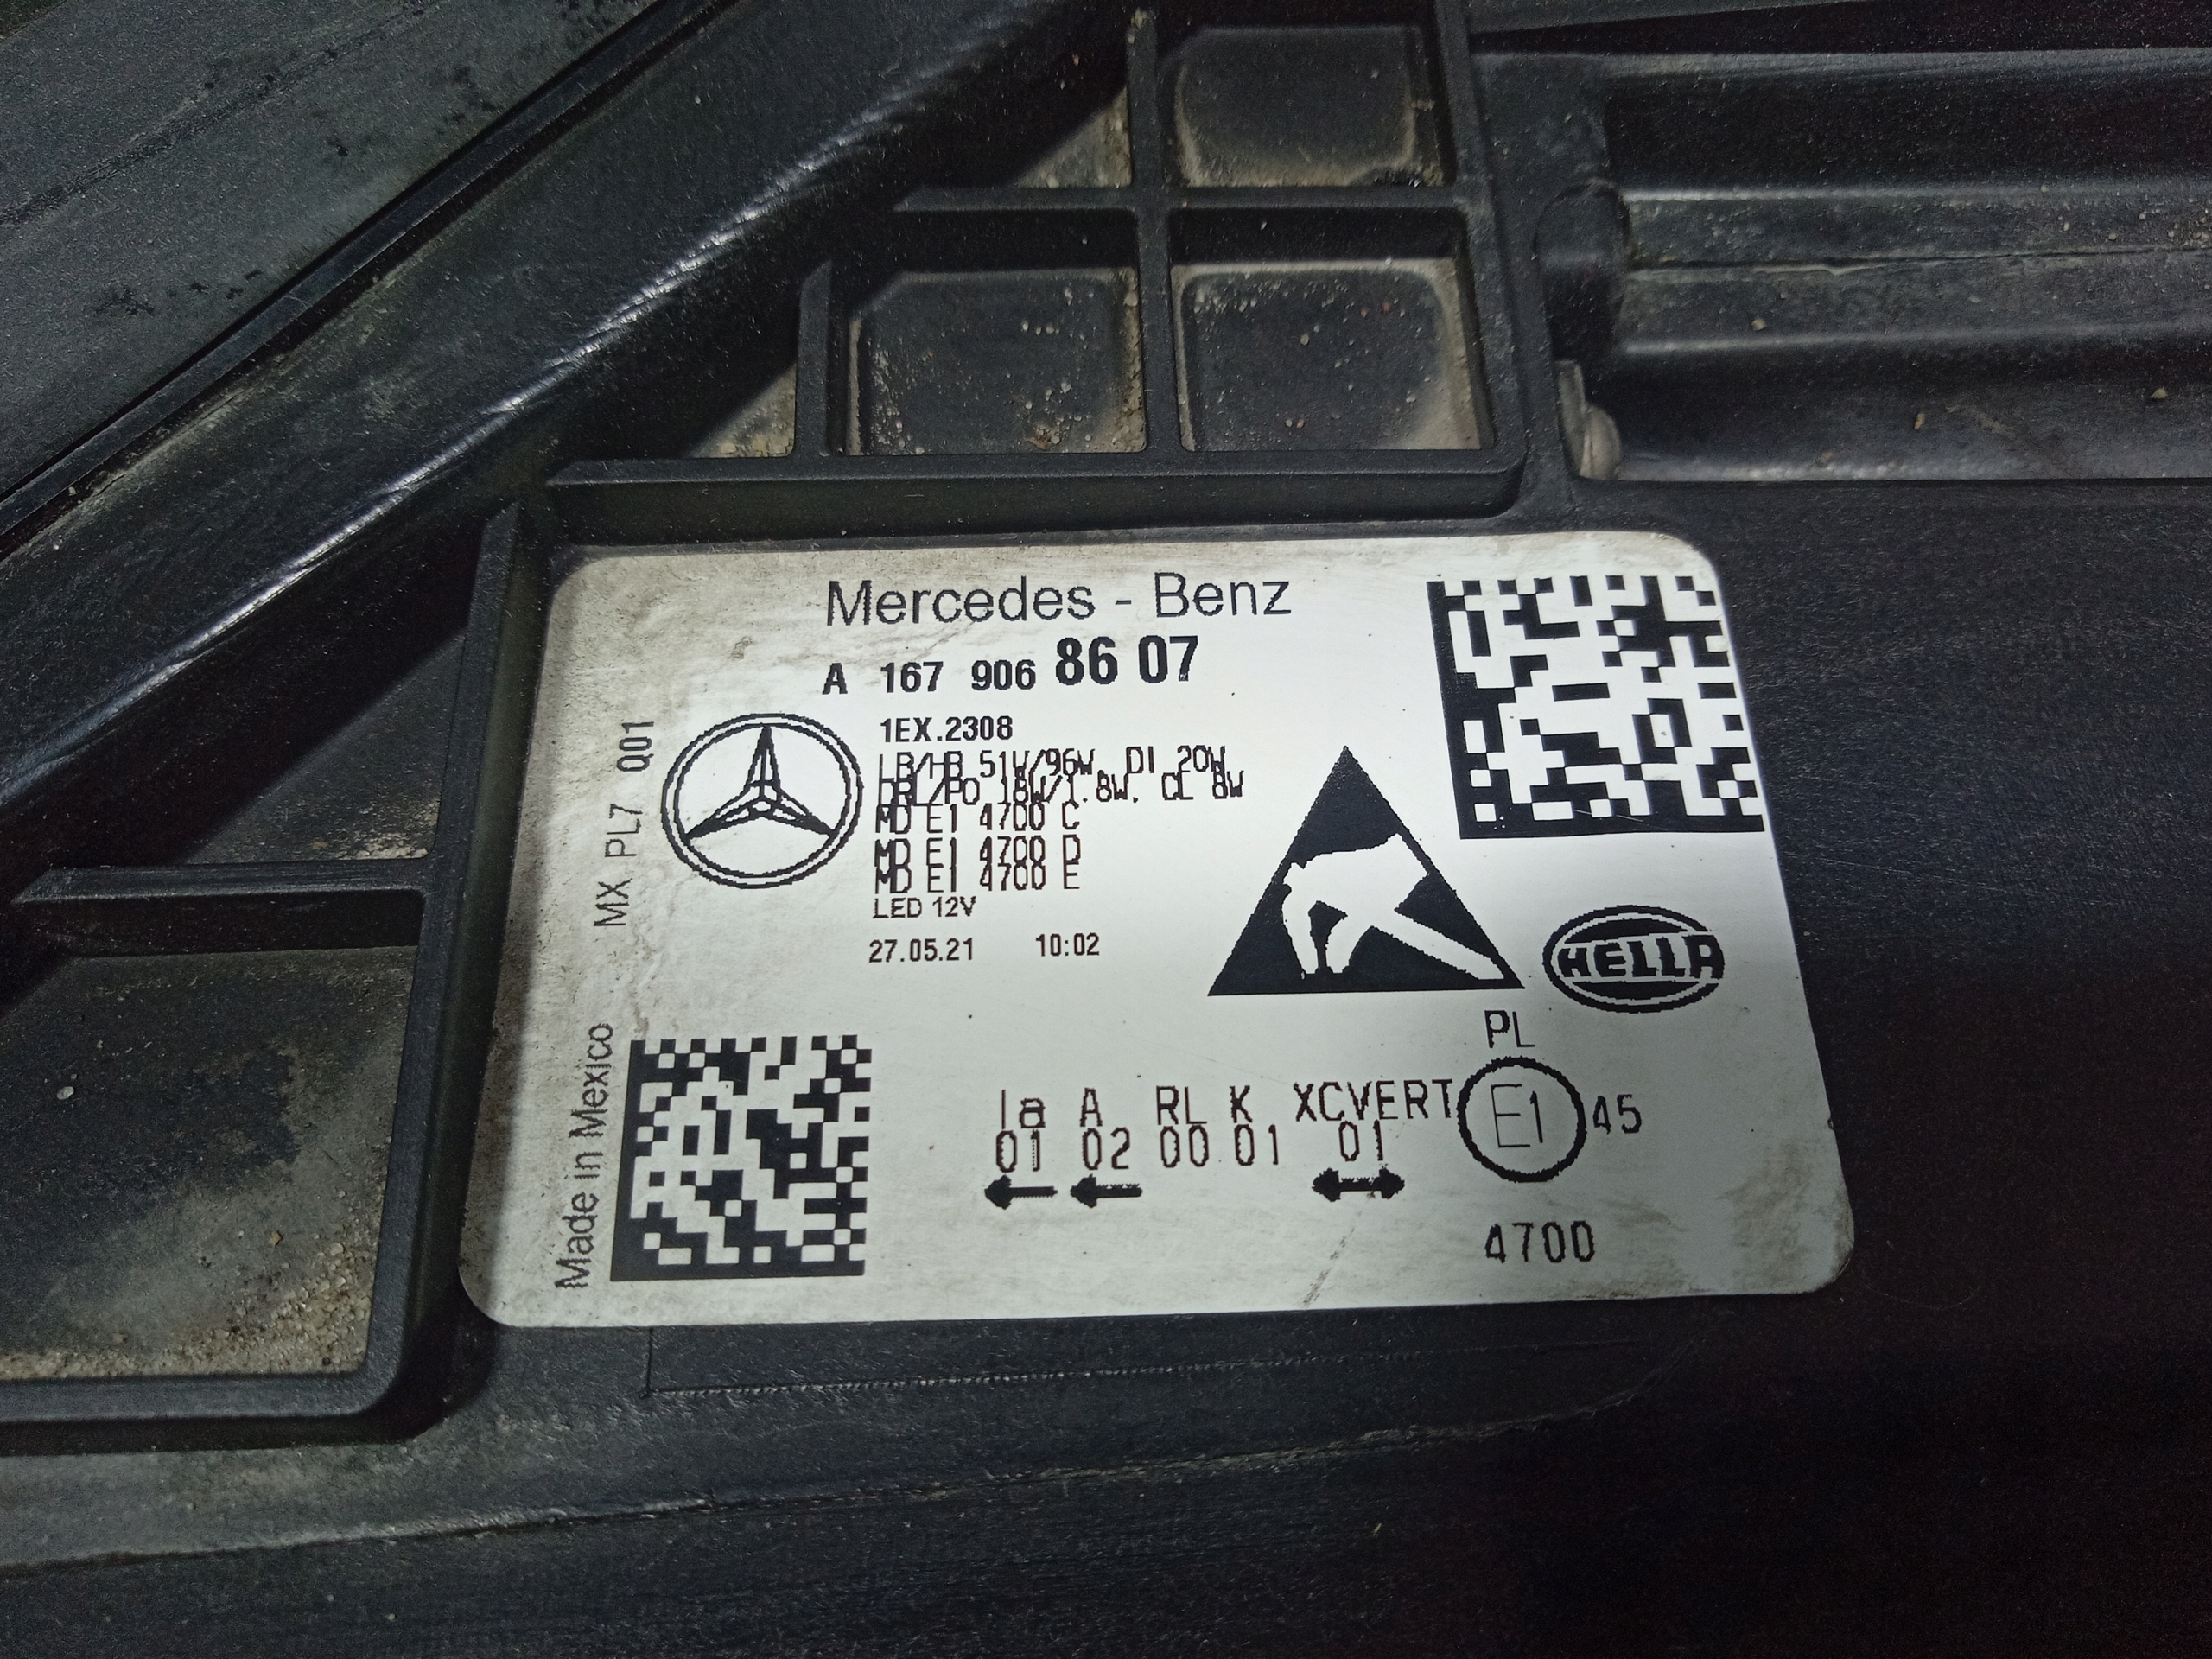 Mercedes - Benz
A 167 906 86 07
1EX.2308
LB/HB 51W/96W, DI 20W
DRL/PO 18W/1.8W, CL 8W
MD E1 4700 C
MD E1 4700 D
MD E1 4700 E
LED 12V
27.05.21 10:02
MX PL7 Q01
Made in Mexico
HELLA
PL
Ia A RL K XCVERT E1 45
01 02 00 01 01
4700